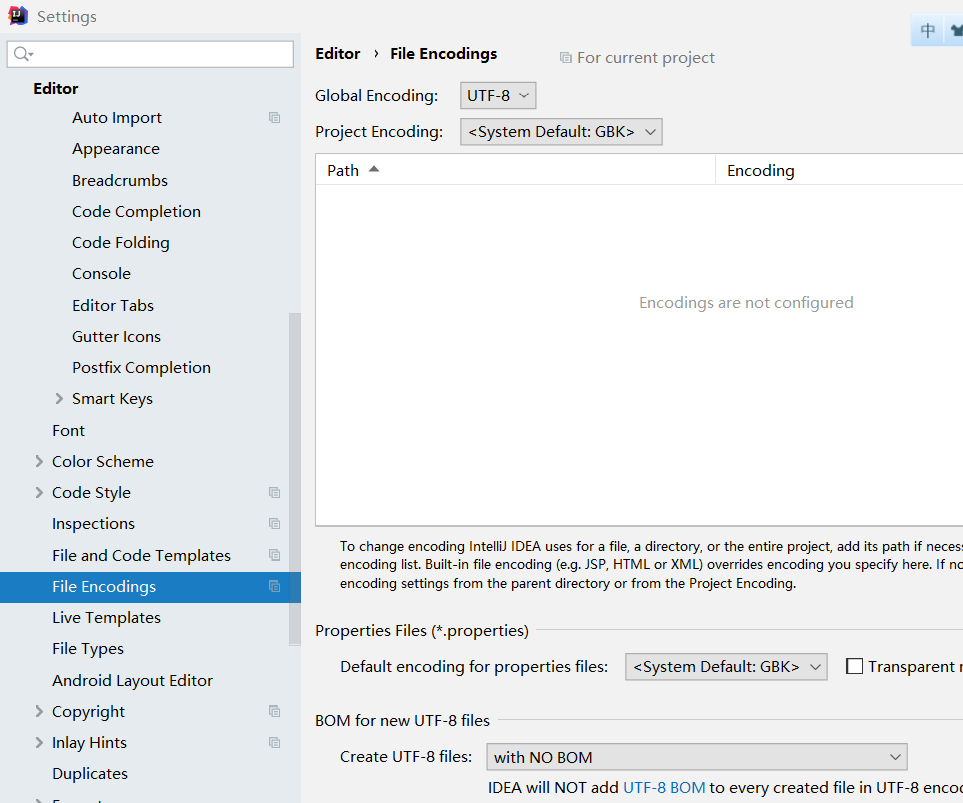 Settings
中
Editor
Auto Import
Appearance
Breadcrumbs
Code Completion
Code Folding
Console
Editor Tabs
Gutter Icons
Postfix Completion
Smart Keys
Font
Color Scheme
Code Style
Inspections
File and Code Templates
File Encodings
Live Templates
File Types
Android Layout Editor
Copyright
Inlay Hints
Duplicates
Editor › File Encodings
For current project
Global Encoding: UTF-8
Project Encoding: <System Default: GBK>
Path Encoding
Encodings are not configured
To change encoding IntelliJ IDEA uses for a file, a directory, or the entire project, add its path if neces
encoding list. Built-in file encoding (e.g. JSP, HTML or XML) overrides encoding you specify here. If no
encoding settings from the parent directory or from the Project Encoding.
Properties Files (*.properties)
Default encoding for properties files: <System Default: GBK> Transparent
BOM for new UTF-8 files
Create UTF-8 files: with NO BOM
IDEA will NOT add UTF-8 BOM to every created file in UTF-8 enco